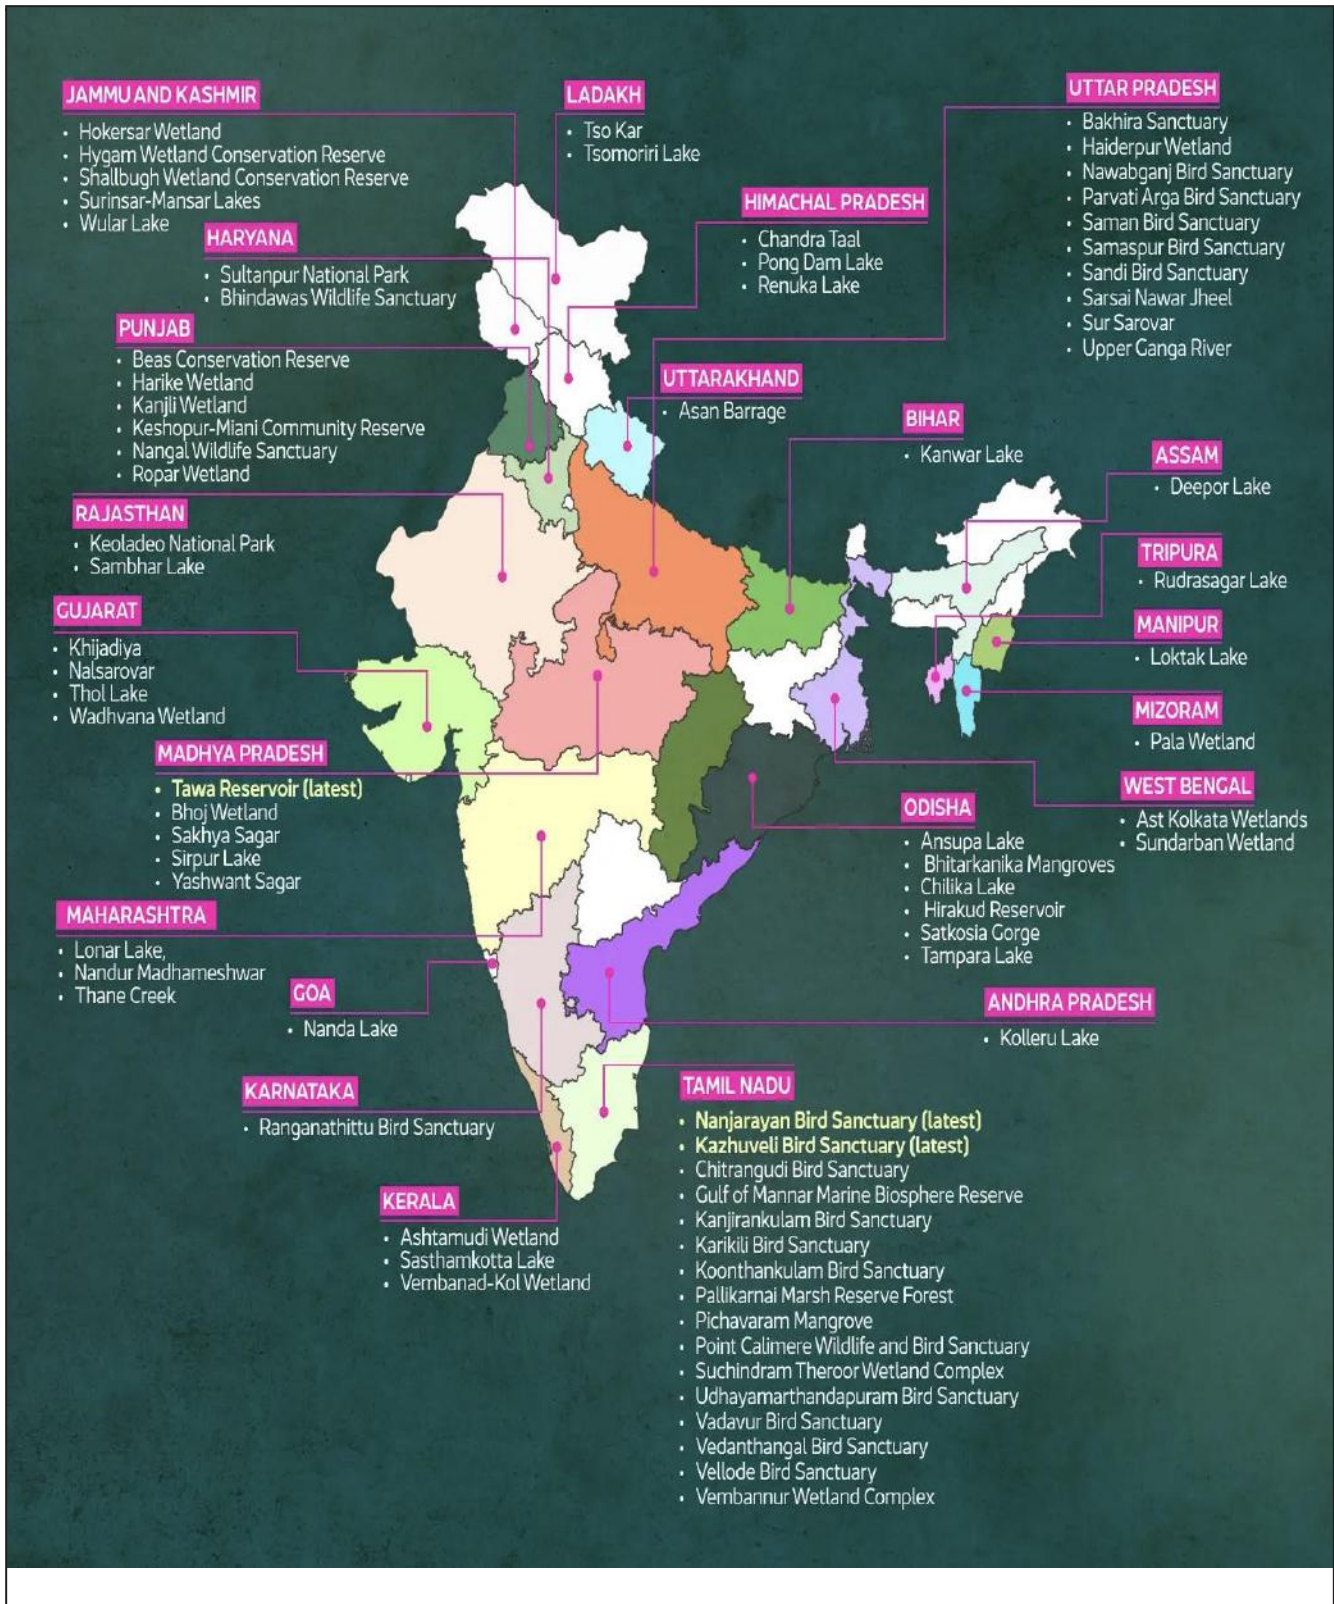 JAMMU AND KASHMIR
• Hokersar Wetland
• Hygam Wetland Conservation Reserve
• Shallbugh Wetland Conservation Reserve
• Surinsar-Mansar Lakes
• Wular Lake
LADAKH
• Tso Kar
• Tsomoriri Lake
UTTAR PRADESH
• Bakhira Sanctuary
• Haiderpur Wetland
• Nawabganj Bird Sanctuary
• Parvati Arga Bird Sanctuary
• Saman Bird Sanctuary
• Samaspur Bird Sanctuary
• Sandi Bird Sanctuary
• Sarsai Nawar Jheel
• Sur Sarovar
• Upper Ganga River
HIMACHAL PRADESH
• Chandra Taal
• Pong Dam Lake
• Renuka Lake
HARYANA
• Sultanpur National Park
• Bhindawas Wildlife Sanctuary
PUNJAB
• Beas Conservation Reserve
• Harike Wetland
• Kanjli Wetland
• Keshopur-Miani Community Reserve
• Nangal Wildlife Sanctuary
• Ropar Wetland
UTTARAKHAND
• Asan Barrage
BIHAR
• Kanwar Lake
ASSAM
• Deepor Lake
RAJASTHAN
• Keoladeo National Park
• Sambhar Lake
TRIPURA
• Rudrasagar Lake
GUJARAT
• Khijadiya
• Nalsarovar
• Thol Lake
• Wadhvana Wetland
MANIPUR
• Loktak Lake
MIZORAM
• Pala Wetland
MADHYA PRADESH
• Tawa Reservoir (latest)
• Bhoj Wetland
• Sakhya Sagar
• Sirpur Lake
• Yashwant Sagar
WEST BENGAL
• Ast Kolkata Wetlands
• Sundarban Wetland
ODISHA
• Ansupa Lake
• Bhitarkanika Mangroves
• Chilika Lake
• Hirakud Reservoir
• Satkosia Gorge
• Tampara Lake
MAHARASHTRA
• Lonar Lake,
• Nandur Madhameshwar
• Thane Creek
GOA
• Nanda Lake
ANDHRA PRADESH
• Kolleru Lake
KARNATAKA
• Ranganathittu Bird Sanctuary
TAMIL NADU
• Nanjarayan Bird Sanctuary (latest)
• Kazhuveli Bird Sanctuary (latest)
• Chitrangudi Bird Sanctuary
• Gulf of Mannar Marine Biosphere Reserve
• Kanjirankulam Bird Sanctuary
• Karikili Bird Sanctuary
• Koonthankulam Bird Sanctuary
• Pallikarnai Marsh Reserve Forest
• Pichavaram Mangrove
• Point Calimere Wildlife and Bird Sanctuary
• Suchindram Theroor Wetland Complex
• Udhayamarthandapuram Bird Sanctuary
• Vadavur Bird Sanctuary
• Vedanthangal Bird Sanctuary
• Vellode Bird Sanctuary
• Vembannur Wetland Complex
KERALA
• Ashtamudi Wetland
• Sasthamkotta Lake
• Vembanad-Kol Wetland